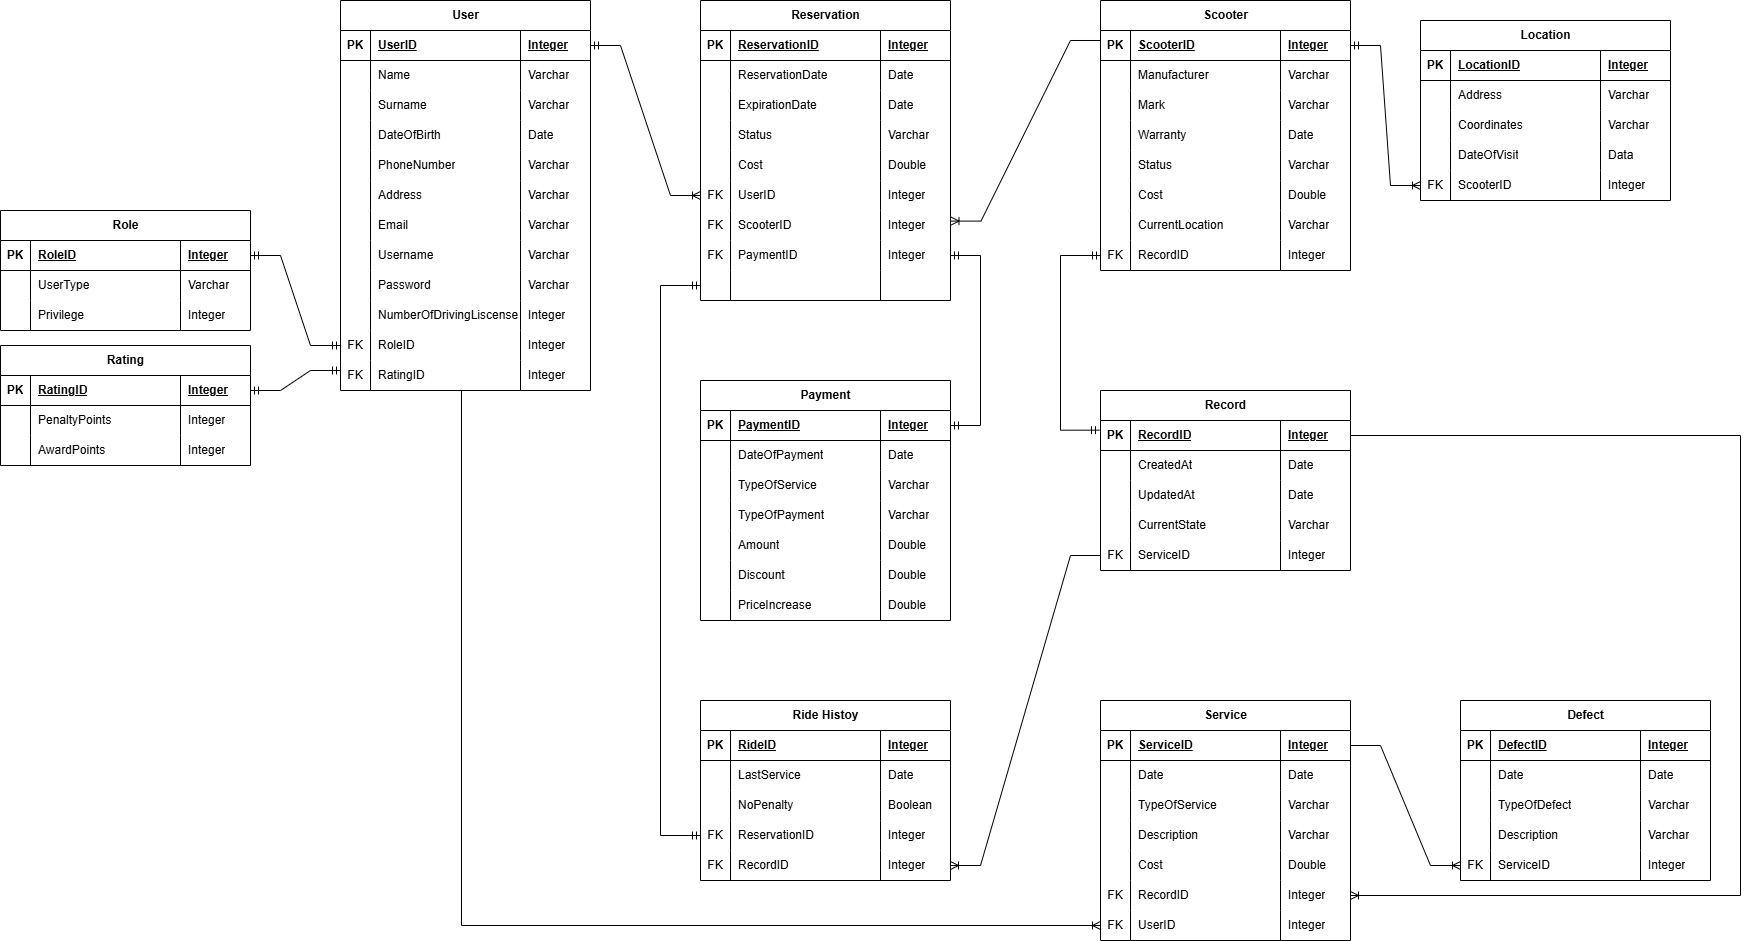 User
PK UserID Integer
Name Varchar
Surname Varchar
DateOfBirth Date
PhoneNumber Varchar
Address Varchar
Email Varchar
Username Varchar
Password Varchar
NumberOfDrivingLiscense Integer
FK RoleID Integer
FK RatingID Integer
Reservation
PK ReservationID Integer
ReservationDate Date
ExpirationDate Date
Status Varchar
Cost Double
FK UserID Integer
FK ScooterID Integer
FK PaymentID Integer
Scooter
PK ScooterID Integer
Manufacturer Varchar
Mark Varchar
Warranty Date
Status Varchar
Cost Double
CurrentLocation Varchar
FK RecordID Integer
Location
PK LocationID Integer
Address Varchar
Coordinates Varchar
DateOfVisit Data
FK ScooterID Integer
Role
PK RoleID Integer
UserType Varchar
Privilege Integer
Rating
PK RatingID Integer
PenaltyPoints Integer
AwardPoints Integer
Payment
PK PaymentID Integer
DateOfPayment Date
TypeOfService Varchar
TypeOfPayment Varchar
Amount Double
Discount Double
PriceIncrease Double
Record
PK RecordID Integer
CreatedAt Date
UpdatedAt Date
CurrentState Varchar
FK ServiceID Integer
Ride Histoy
PK RideID Integer
LastService Date
NoPenalty Boolean
FK ReservationID Integer
FK RecordID Integer
Service
PK ServiceID Integer
Date Date
TypeOfService Varchar
Description Varchar
Cost Double
FK RecordID Integer
FK UserID Integer
Defect
PK DefectID Integer
Date Date
TypeOfDefect Varchar
Description Varchar
FK ServiceID Integer